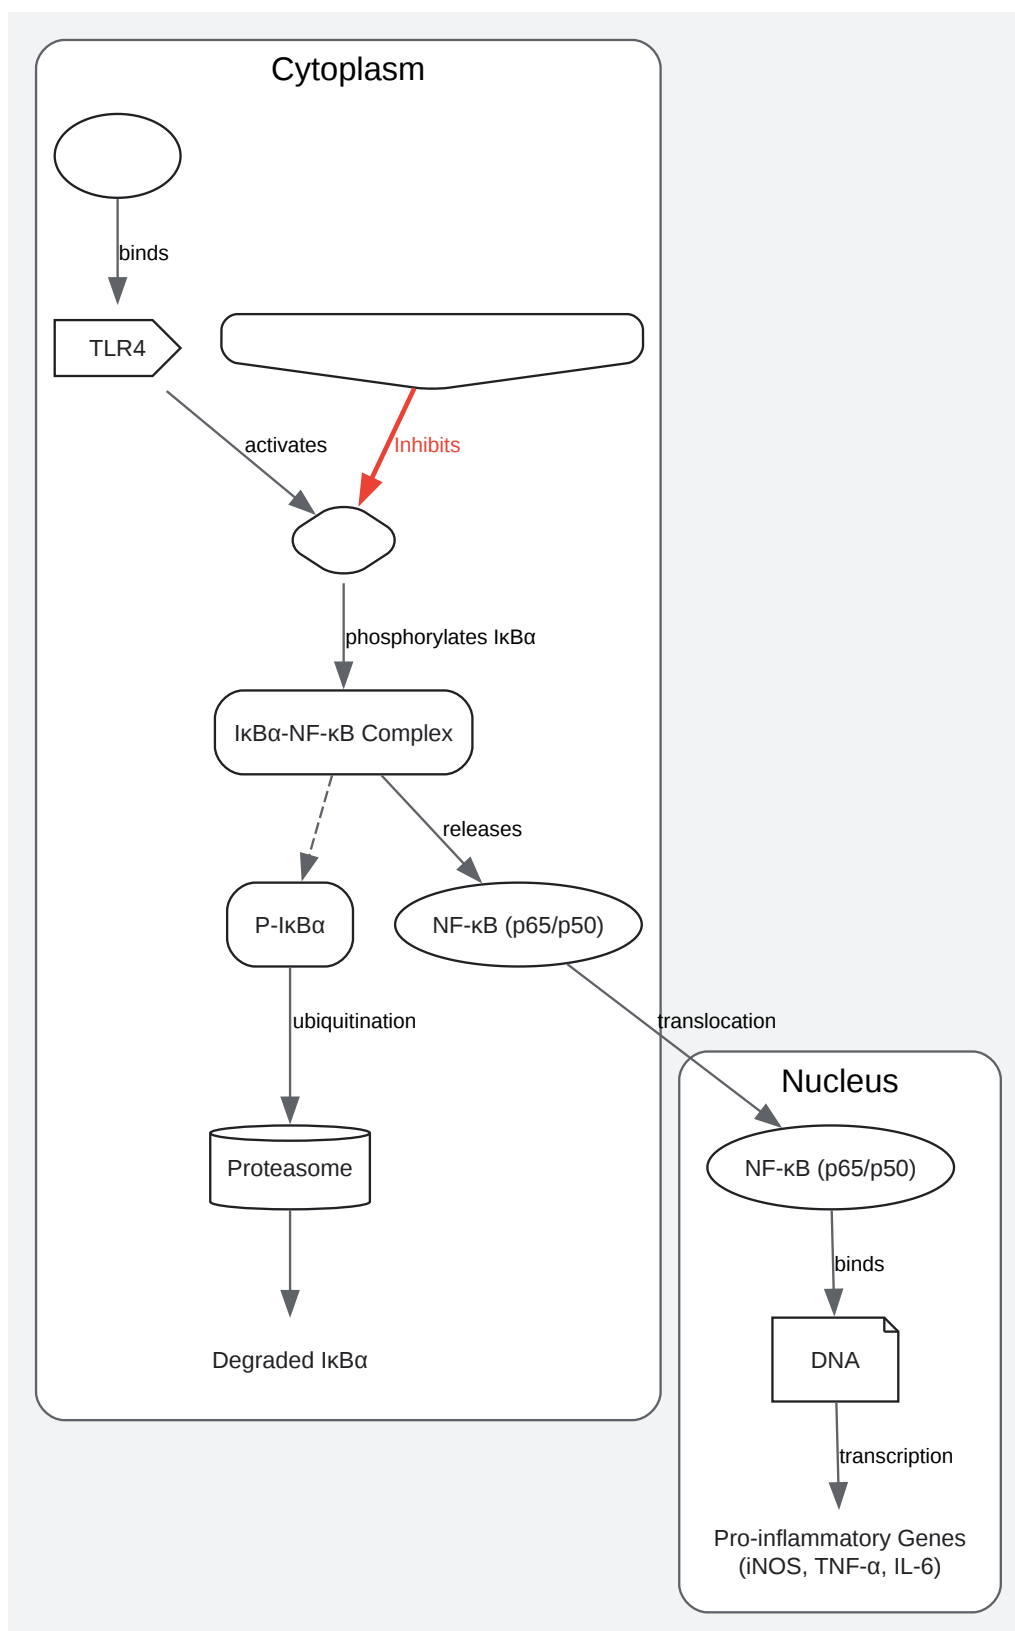 Cytoplasm
binds
TLR4
activates
Inhibits
phosphorylates IκBα
IκBα-NF-κB Complex
releases
P-IκBα
NF-κB (p65/p50)
ubiquitination
translocation
Nucleus
Proteasome
NF-κB (p65/p50)
binds
Degraded IκBα
DNA
transcription
Pro-inflammatory Genes
(iNOS, TNF-α, IL-6)